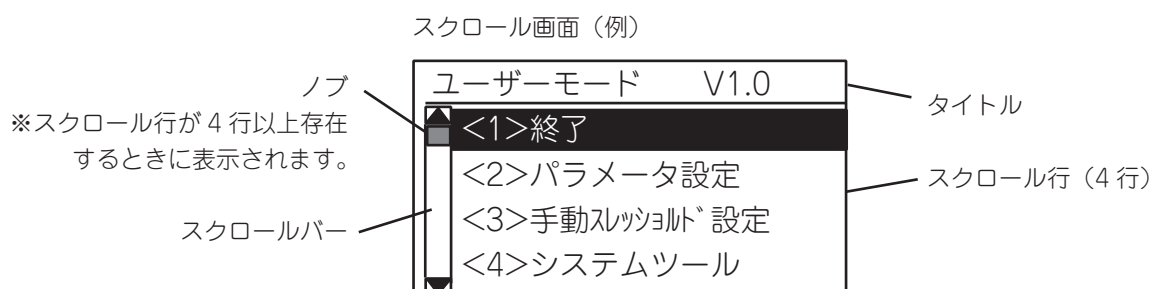 スクロール画面（例）
ノブ
※スクロール行が４行以上存在
するときに表示されます。
スクロールバー
ユーザーモード　V1.0
<1>終了
<2>パラメータ設定
<3>手動ｽﾚｯｼｮﾙﾄﾞ設定
<4>システムツール
タイトル
スクロール行（４行）